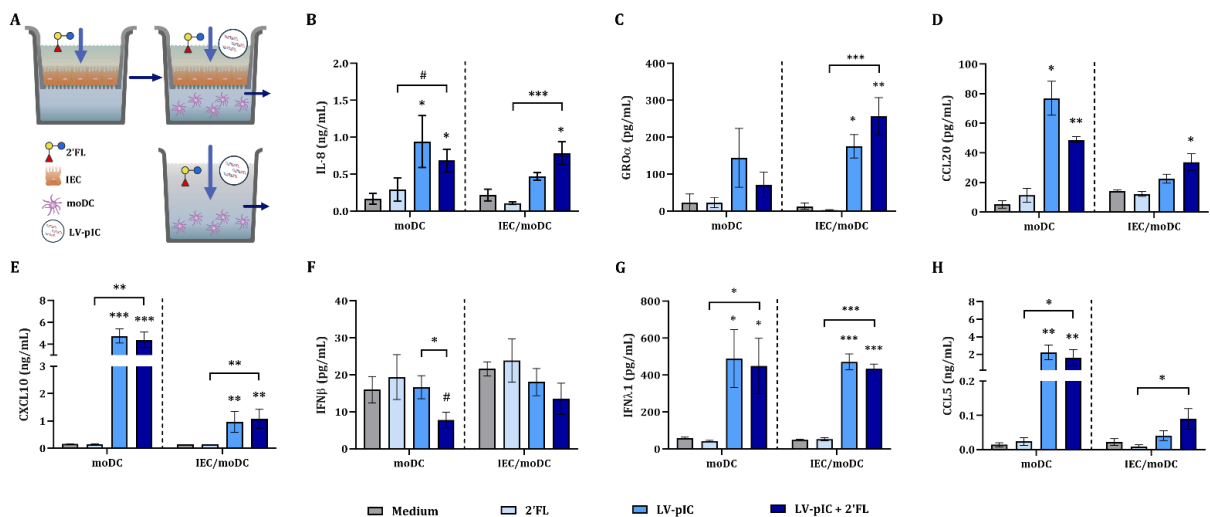 A
2'FL
IEC
moDC
LV-pIC
B
IL-8 (ng/mL)
2.0
1.5
1.0
0.5
0.0
#
*
*
***
*
moDC
IEC/moDC
C
GROα (pg/mL)
400
300
200
100
0
***
*
**
moDC
IEC/moDC
D
CCL20 (pg/mL)
100
80
60
40
20
0
*
**
*
moDC
IEC/moDC
E
CXCL10 (ng/mL)
8
6
4
2
3
2
1
0
**
***
***
**
**
**
moDC
IEC/moDC
F
IFNβ (pg/mL)
40
30
20
10
0
*
#
moDC
IEC/moDC
G
IFNλ1 (pg/mL)
800
600
400
200
0
*
*
*
***
***
***
moDC
IEC/moDC
H
CCL5 (ng/mL)
8
6
4
2
0.2
0.1
0.0
*
**
**
*
moDC
IEC/moDC
Medium
2'FL
LV-pIC
LV-pIC + 2'FL